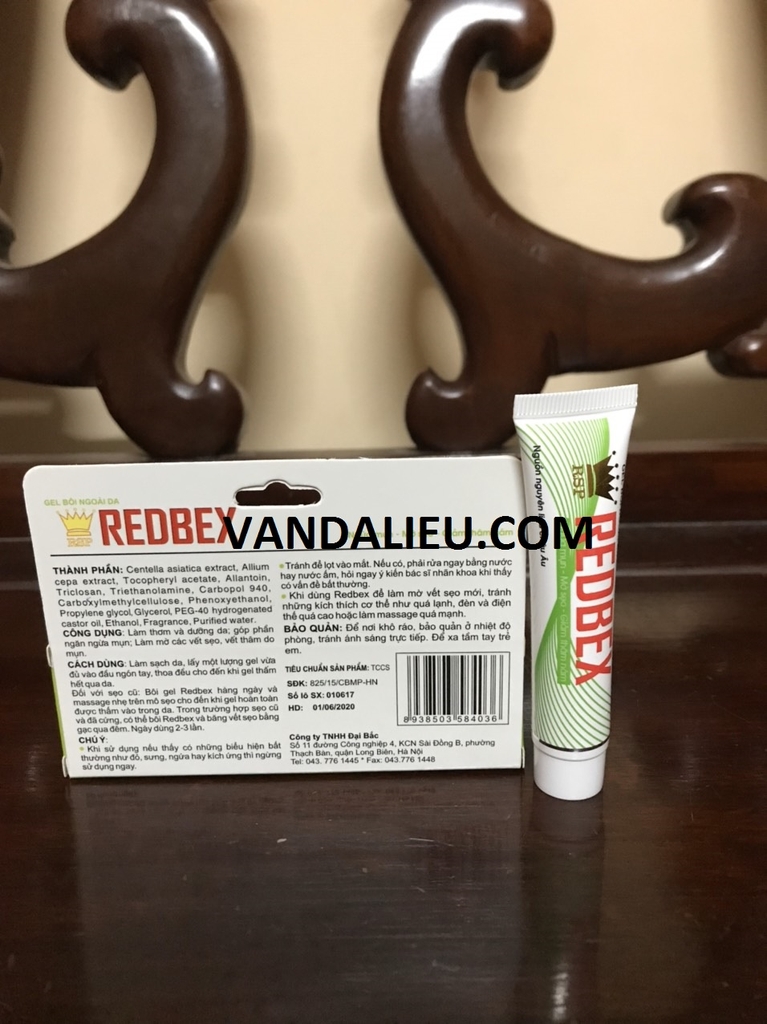 GEL BÔI NGOÀI DA
RSP
REDBEX
VANDALIEU.COM
THÀNH PHẦN: Centella asiatica extract, Allium
cepa extract, Tocopheryl acetate, Allantoin,
Triclosan, Triethanolamine, Carbopol 940,
Carboxylmethylcellulose, Phenoxyethanol,
Propylene glycol, Glycerol, PEG-40 hydrogenated
castor oil, Ethanol, Fragrance, Purified water.
CÔNG DỤNG: Làm thơm và dưỡng da; góp phần
ngăn ngừa mụn; Làm mờ các vết sẹo, vết thâm do
mụn.
CÁCH DÙNG: Làm sạch da, lấy một lượng gel vừa
đủ vào đầu ngón tay, thoa đều cho đến khi gel thấm
hết qua da.
Đối với sẹo cũ: Bôi gel Redbex hàng ngày và
massage nhẹ trên mô sẹo cho đến khi gel hoàn toàn
được thấm vào trong da. Trong trường hợp sẹo cũ
và đã cứng, có thể bôi Redbex và băng vết sẹo bằng
gạc qua đêm. Ngày dùng 2-3 lần.
CHÚ Ý:
• Khi sử dụng nếu thấy có những biểu hiện bất
thường như đỏ, sưng, ngứa hay kích ứng thì ngừng
sử dụng ngay.
• Tránh để lọt vào mắt. Nếu có, phải rửa ngay bằng nước
hay nước ấm, hỏi ngay ý kiến bác sĩ nhãn khoa khi thấy
có vấn đề bất thường.
• Khi dùng Redbex để làm mờ vết sẹo mới, tránh
những kích thích cơ thể như quá lạnh, đèn và điện
thế quá cao hoặc làm massage quá mạnh.
BẢO QUẢN: Để nơi khô ráo, bảo quản ở nhiệt độ
phòng, tránh ánh sáng trực tiếp. Để xa tầm tay trẻ
em.
TIÊU CHUẨN SẢN PHẨM: TCCS
SĐK: 825/15/CBMP-HN
Số lô SX: 010617
HD: 01/06/2020
8938503584036
Công ty TNHH Đại Bắc
Số 11 đường Công nghiệp 4, KCN Sài Đồng B, phường
Thạch Bàn, quận Long Biên, Hà Nội
Tel: 043. 776 1445 * Fax: 043.776 1448
RSP
REDBEX
Nguồn nguyên
mụn - Mờ sẹo - Giảm thâm nám